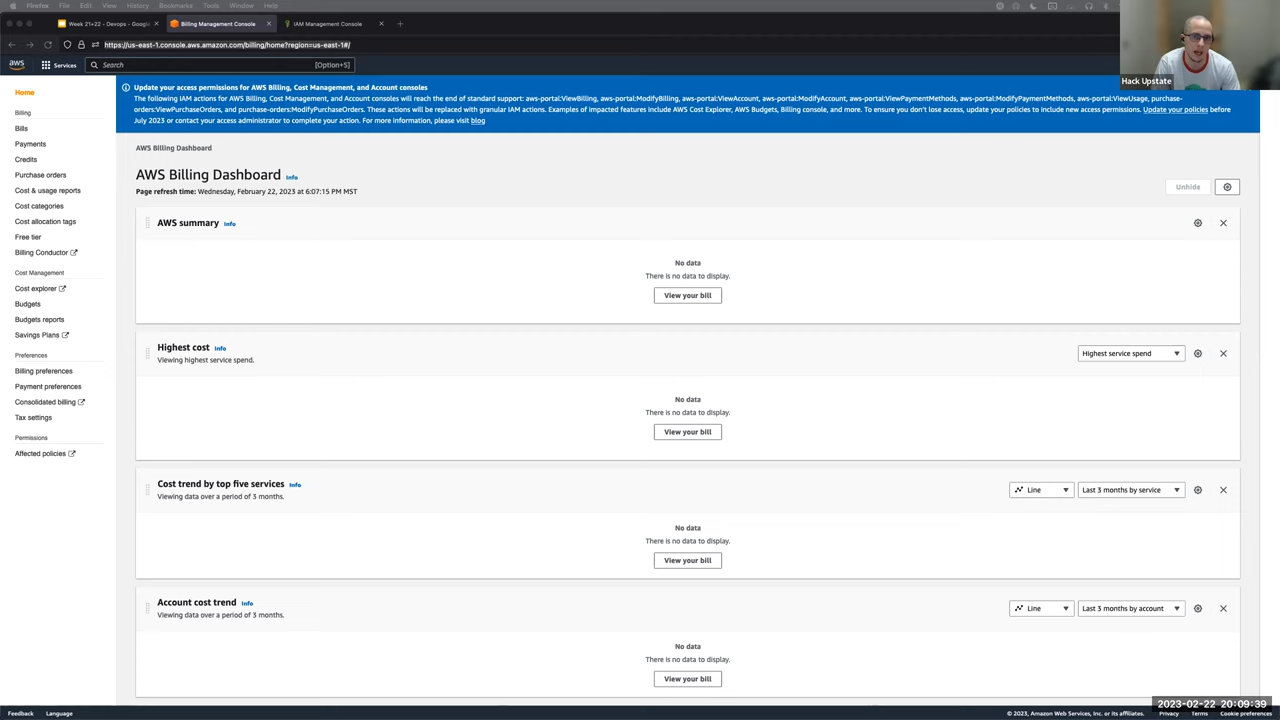 Firefox File Edit View History Bookmarks Tools Window Help
Week 21+22 - Devops - Google
Billing Management Console
IAM Management Console
https://us-east-1.console.aws.amazon.com/billing/home?region=us-east-1#/
aws
Services
Search
[Option+S]
Hack Upstate
Home
Billing
Bills
Payments
Credits
Purchase orders
Cost & usage reports
Cost categories
Cost allocation tags
Free tier
Billing Conductor
Cost Management
Cost explorer
Budgets
Budgets reports
Savings Plans
Preferences
Billing preferences
Payment preferences
Consolidated billing
Tax settings
Permissions
Affected policies
Update your access permissions for AWS Billing, Cost Management, and Account consoles
The following IAM actions for AWS Billing, Cost Management, and Account consoles will reach the end of standard support: aws-portal:ViewBilling, aws-portal:ModifyBilling, aws-portal:ViewAccount, aws-portal:ModifyAccount, aws-portal:ViewPaymentMethods, aws-portal:ModifyPaymentMethods, aws-portal:ViewUsage, purchase-
orders:ViewPurchaseOrders, and purchase-orders:ModifyPurchaseOrders. These actions will be replaced with granular IAM actions. Examples of impacted features include AWS Budgets, Billing console, and more. To ensure you don't lose access, update your policies to include new access permissions. Update your policies before
July 2023 or contact your access administrator to complete your action. For more information, please visit blog
AWS Billing Dashboard
AWS Billing Dashboard Info
Page refresh time: Wednesday, February 22, 2023 at 6:07:15 PM MST
Unhide
AWS summary Info
No data
There is no data to display.
View your bill
Highest cost Info
Viewing highest service spend.
Highest service spend
No data
There is no data to display.
View your bill
Cost trend by top five services Info
Viewing data over a period of 3 months.
Line
Last 3 months by service
No data
There is no data to display.
View your bill
Account cost trend Info
Viewing data over a period of 3 months.
Line
Last 3 months by account
No data
There is no data to display.
View your bill
2023-02-22 20:09:39
Feedback Language
© 2023, Amazon Web Services, Inc. or its affiliates. Privacy Terms Cookie preferences